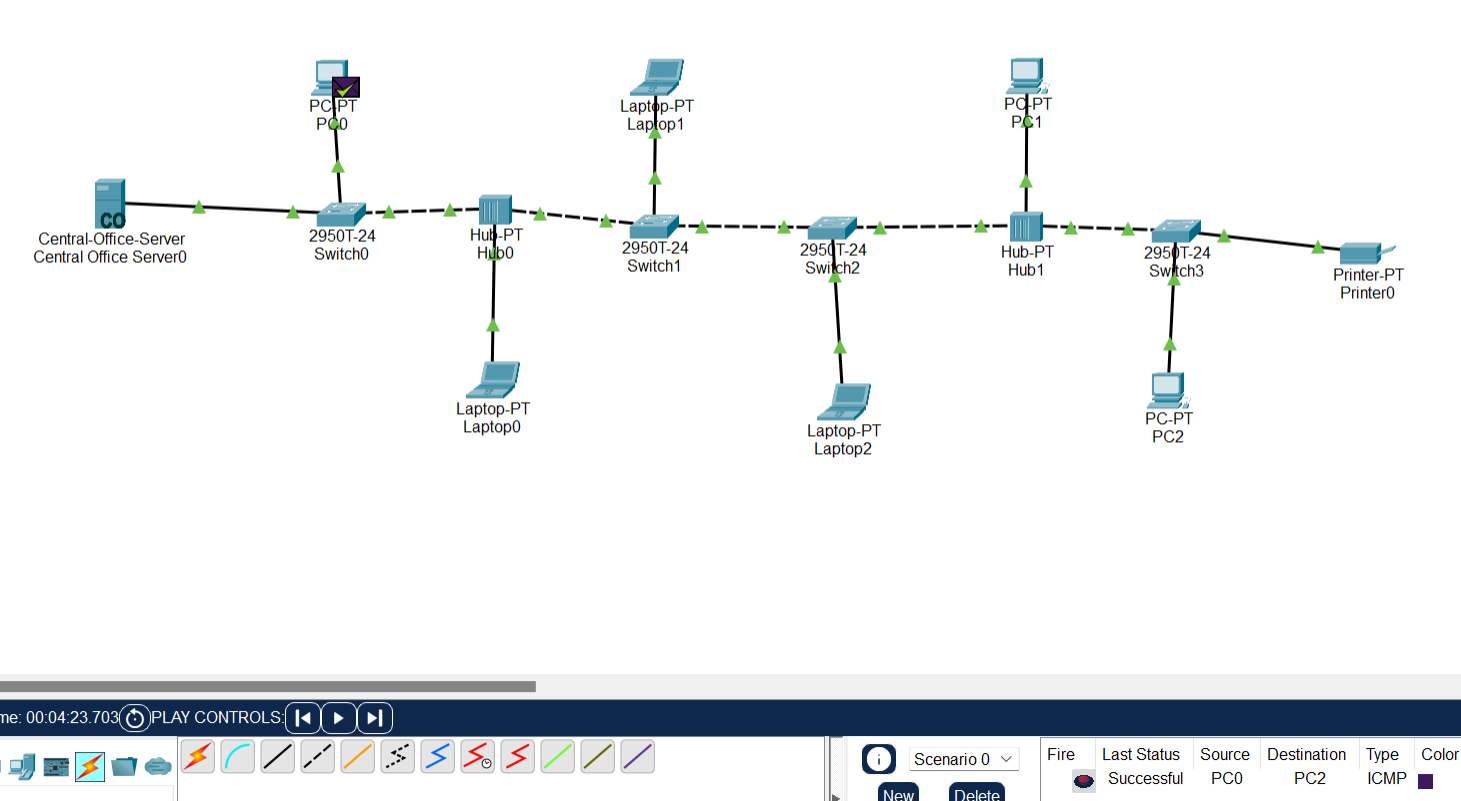 PC-PT
PC0
Laptop-PT
Laptop1
PC-PT
PC1
CO
Central-Office-Server
Central Office Server0
2950T-24
Switch0
Hub-PT
Hub0
2950T-24
Switch1
2950T-24
Switch2
Hub-PT
Hub1
2950T-24
Switch3
Printer-PT
Printer0
Laptop-PT
Laptop0
Laptop-PT
Laptop2
PC-PT
PC2
me: 00:04:23.703 PLAY CONTROLS:
Scenario 0
New Delete
Fire Last Status Source Destination Type Color
Successful PC0 PC2 ICMP